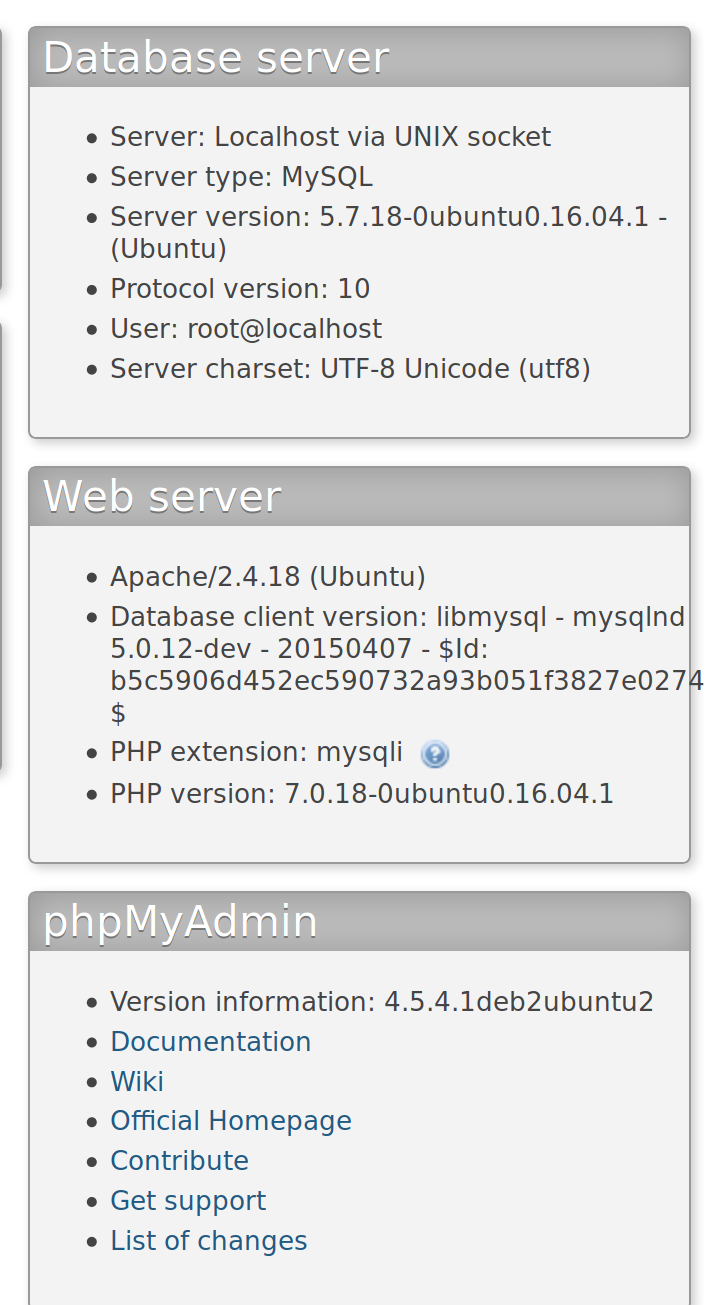 Database server
Server: Localhost via UNIX socket
Server type: MySQL
Server version: 5.7.18-0ubuntu0.16.04.1 -
(Ubuntu)
Protocol version: 10
User: root@localhost
Server charset: UTF-8 Unicode (utf8)
Web server
Apache/2.4.18 (Ubuntu)
Database client version: libmysql - mysqlnd
5.0.12-dev - 20150407 - $Id:
b5c5906d452ec590732a93b051f3827e0274
$
PHP extension: mysqli
PHP version: 7.0.18-0ubuntu0.16.04.1
phpMyAdmin
Version information: 4.5.4.1deb2ubuntu2
Documentation
Wiki
Official Homepage
Contribute
Get support
List of changes